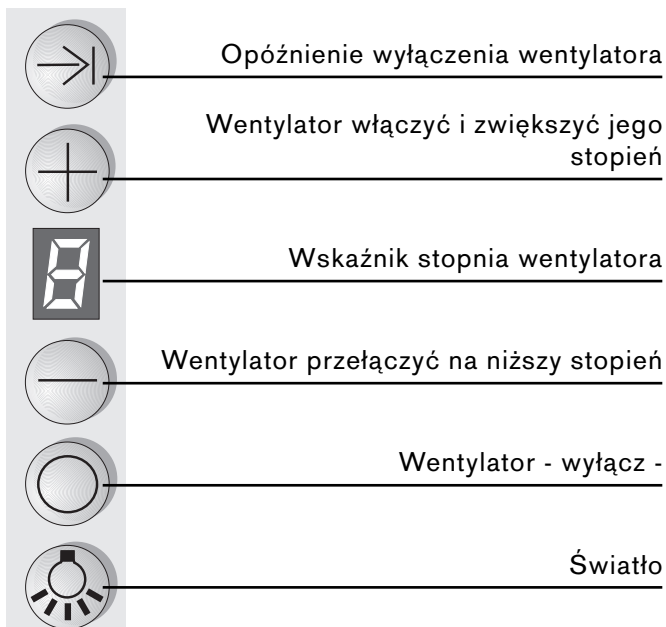 Opóźnienie wyłączenia wentylatora
Wentylator włączyć i zwiększyć jego
stopień
8
Wskaźnik stopnia wentylatora
Wentylator przełączyć na niższy stopień
Wentylator - wyłącz -
Światło